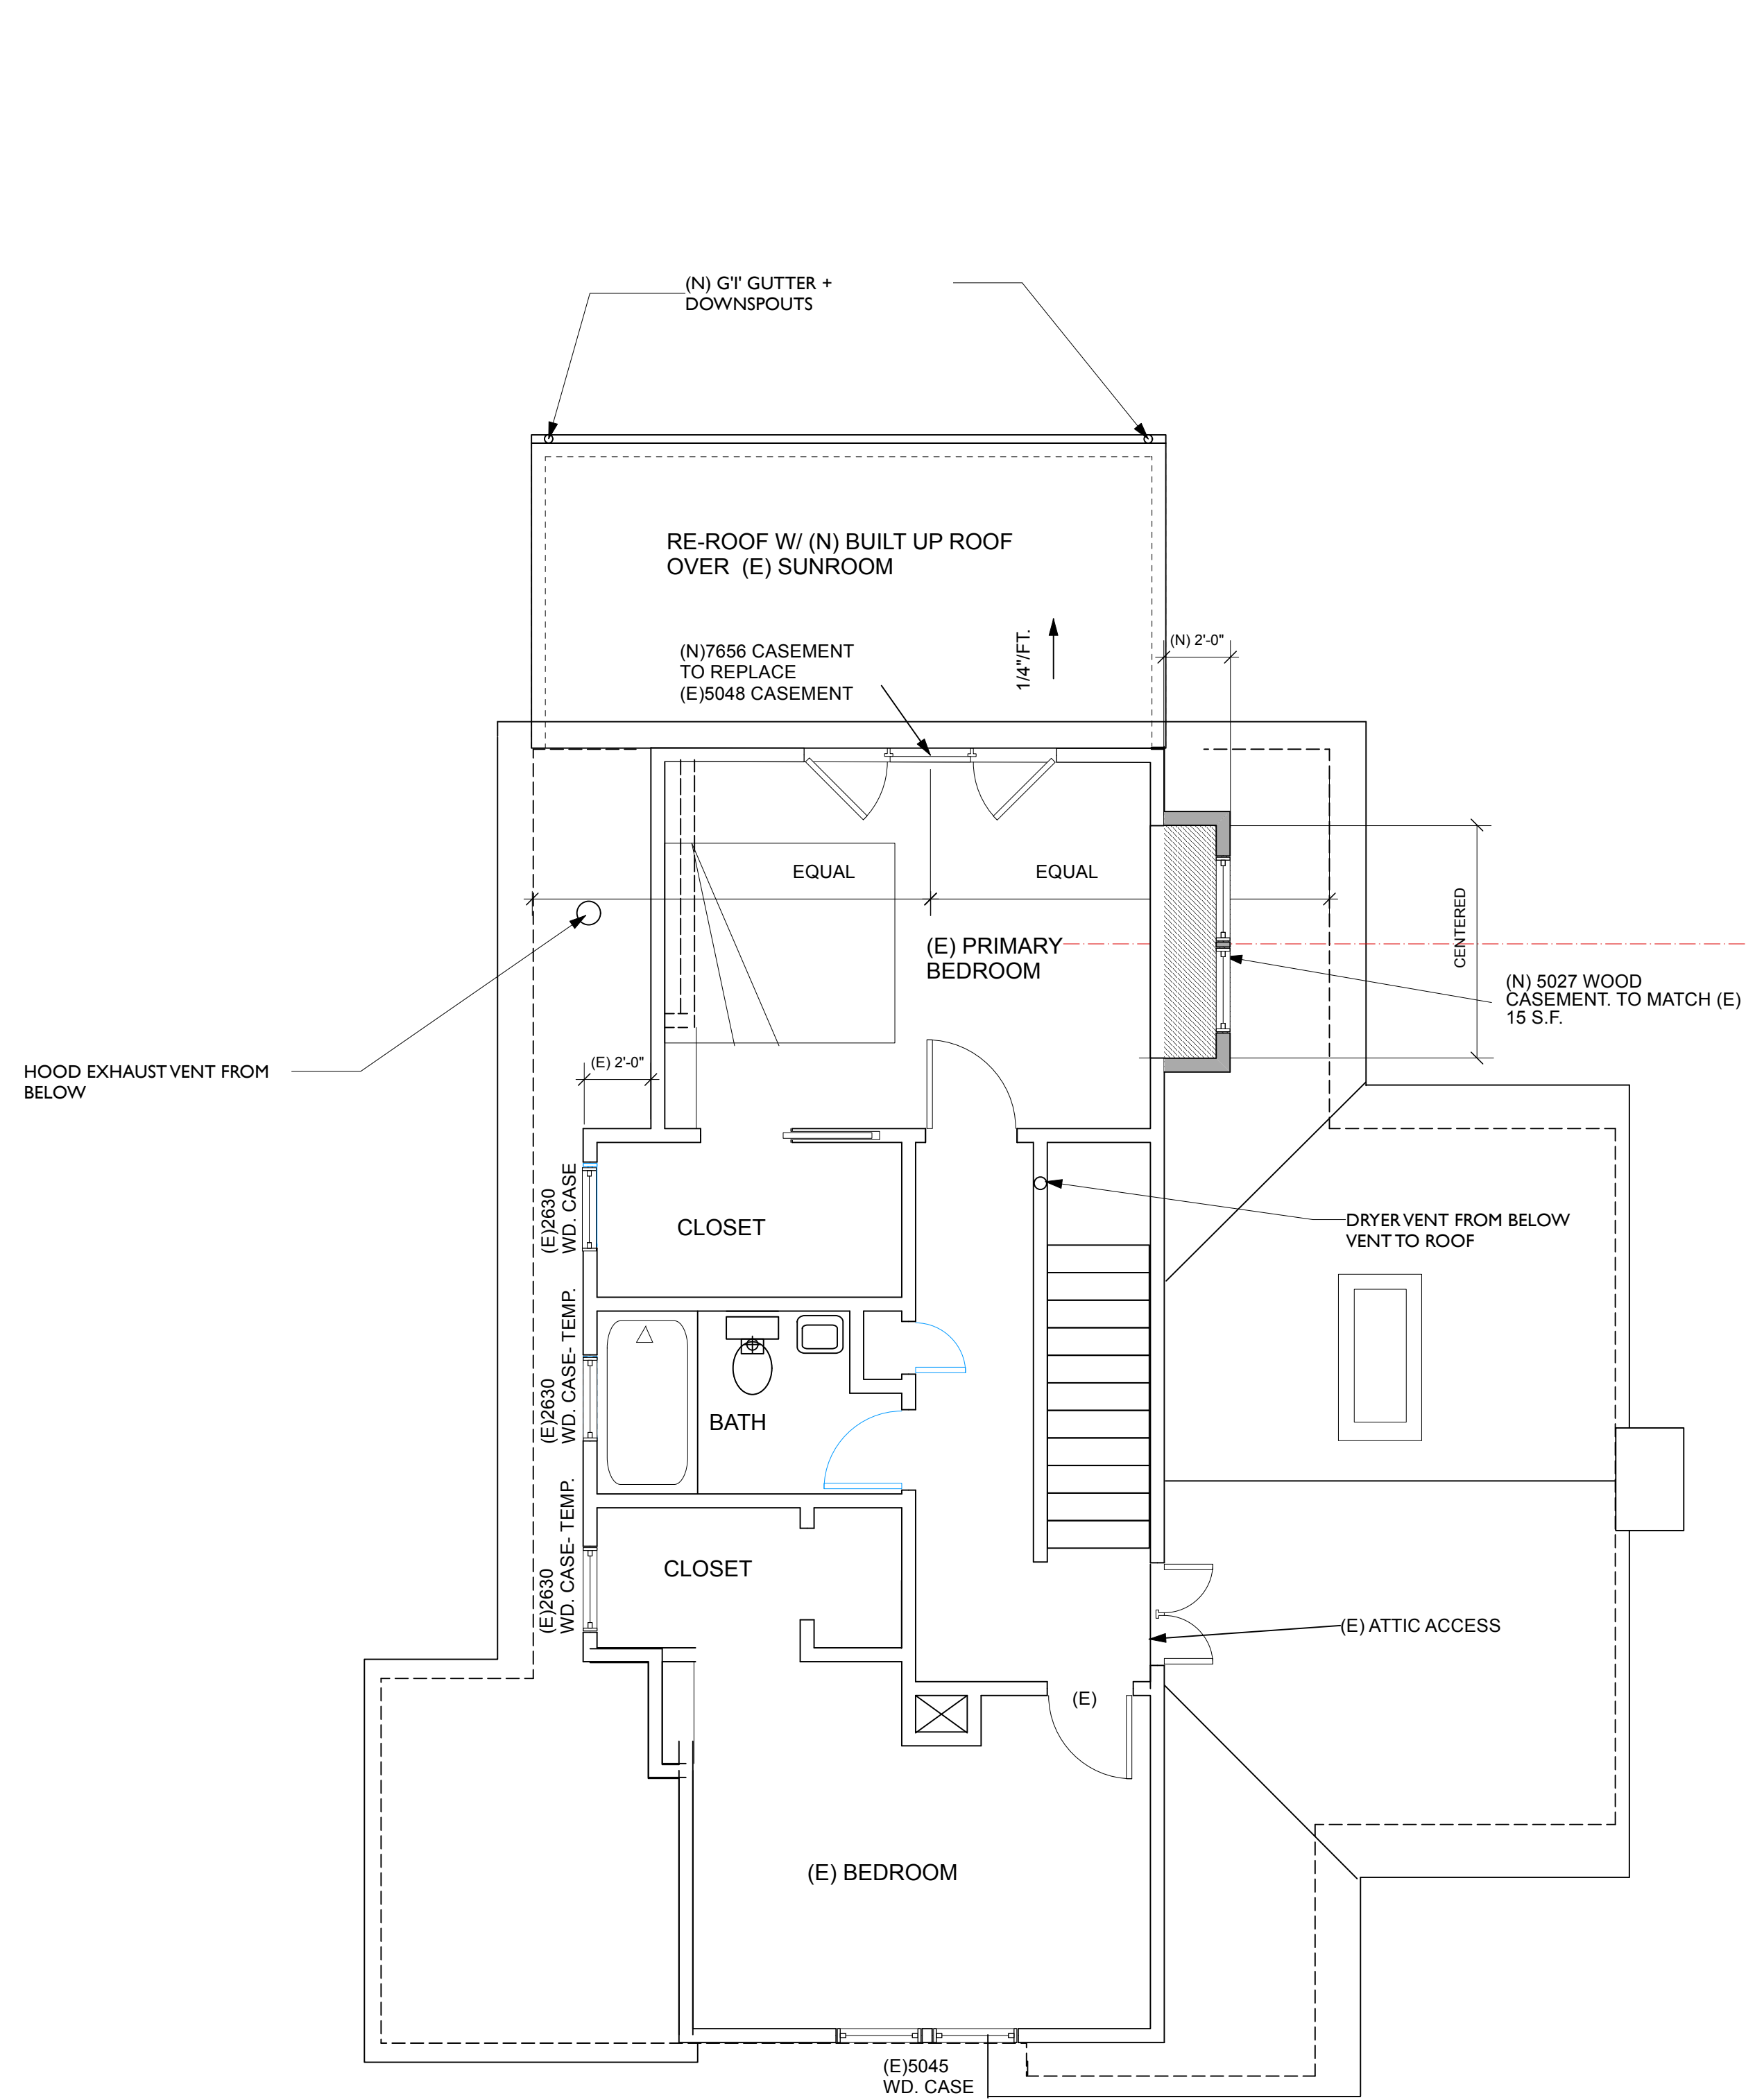 (N) G'I' GUTTER +
DOWNSPOUTS
RE-ROOF W/ (N) BUILT UP ROOF
OVER (E) SUNROOM
(N)7656 CASEMENT
TO REPLACE
(E)5048 CASEMENT
1/4"/FT.
(N) 2'-0"
EQUAL
EQUAL
CENTERED
(E) PRIMARY
BEDROOM
(N) 5027 WOOD
CASEMENT. TO MATCH (E)
15 S.F.
HOOD EXHAUST VENT FROM
BELOW
(E) 2'-0"
(E)2630
WD. CASE
CLOSET
DRYER VENT FROM BELOW
VENT TO ROOF
(E)2630
WD. CASE- TEMP.
BATH
(E)2630
WD. CASE- TEMP.
CLOSET
(E) ATTIC ACCESS
(E)
(E) BEDROOM
(E)5045
WD. CASE